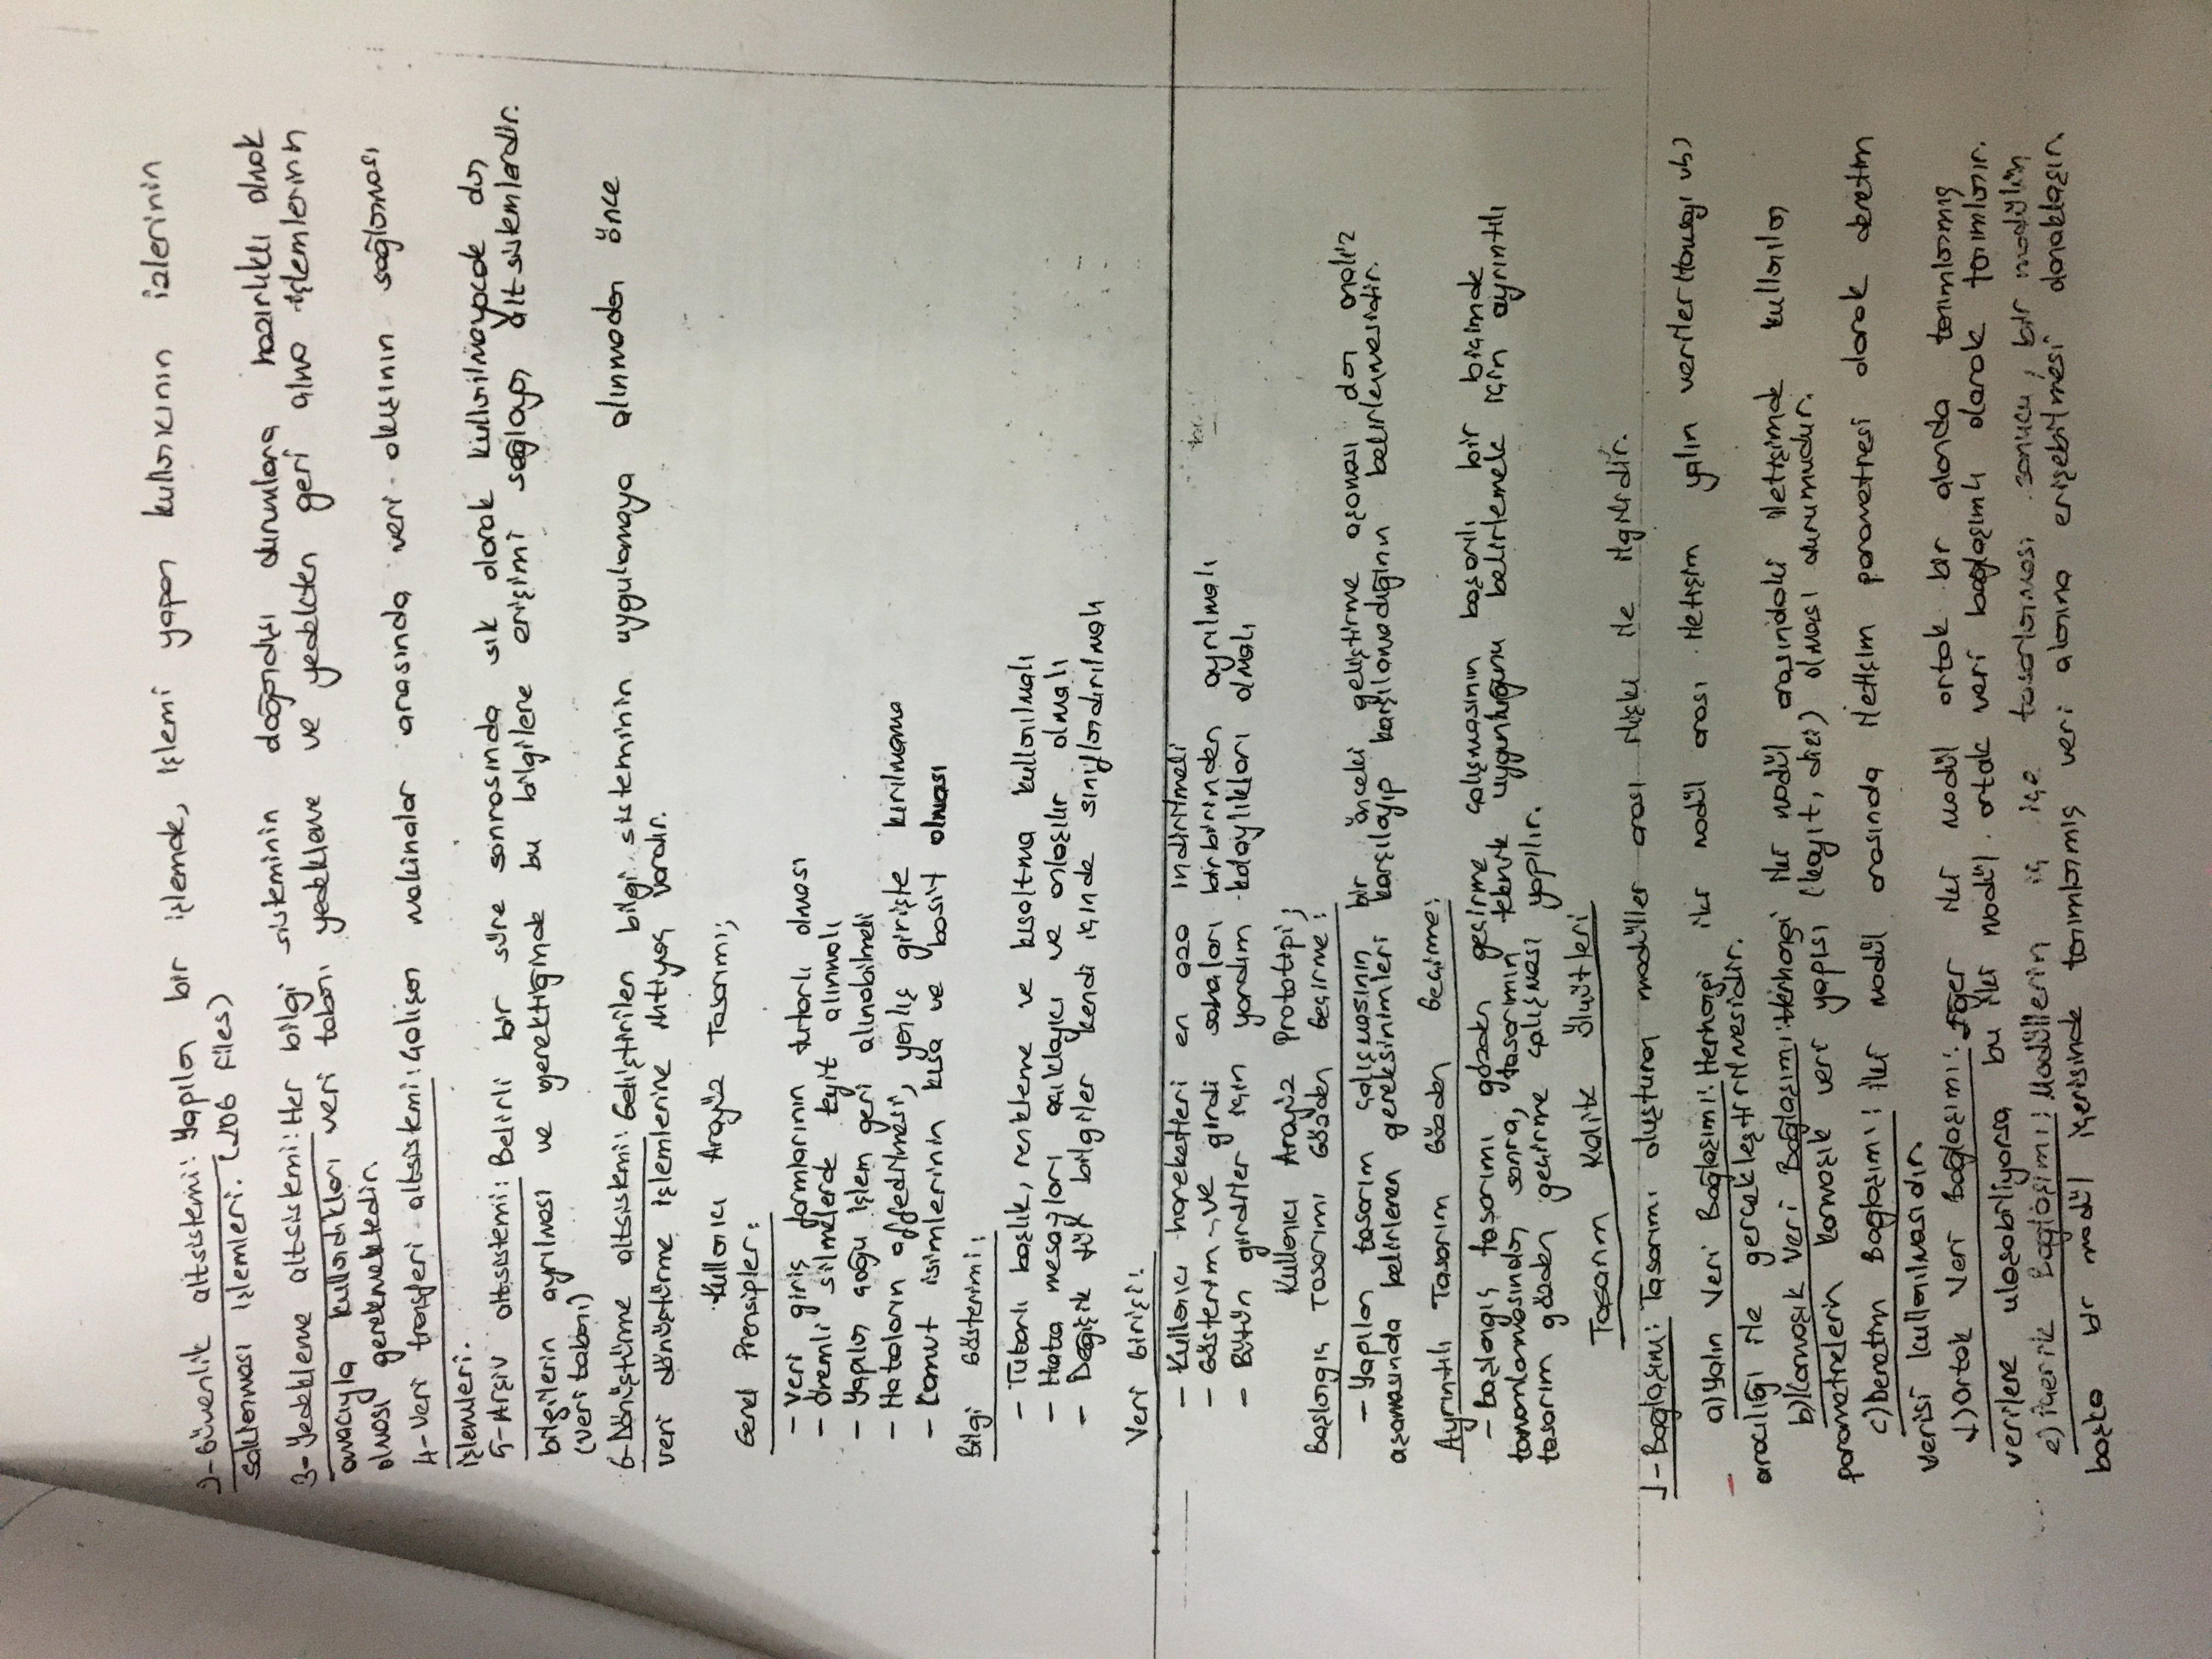 2-Güvenlik altsistemi: Yapılan bir işlemde, işlemi yapan kullanıcının izlerinin
saklanması işlemleri. (LOG Files)
3-Yedekleme altsistemi: Her bilgi sisteminin doğandışı durumlara hazırlıklı olmak
amacıyla kullandıkları veri tabanı yedekleme ve yedekten geri alma işlemlerinin
olması gerekmektedir.
4-Veri transferi altsistemi: Çalışan makinalar arasında veri akışının sağlanması
işlemleri.
5-Arşiv altsistemi: Belirli bir süre sonrasında sık olarak kullanılmayacak olan
bilgilerin ayrılması ve gerektiğinde bu bilgilere erişimi sağlayan altsistemlerdir.
(veri tabanı)
6-Dönüştürme altsistemi: Geliştirilen bilgi sisteminin uygulamaya alınmadan önce
veri dönüştürme işlemlerine ihtiyaç vardır.
Kullanıcı Arayüz Tasarımı;
Genel Prensipler:
- Veri giriş formlarının tutarlı olması
- Önemli silmelerde teyit alınmalı
- Yapılan çoğu işlem geri alınabilmeli
- Hataların affedilmesi, yanlış girişte kırılmama
- Komut isimlerinin kısa ve basit olması
Bilgi Gösterimi:
- Tutarlı başlık, renkleme ve kısaltma kullanılmalı
- Hata mesajları açıklayıcı ve anlaşılır olmalı
- Değişik tür bilgiler kendi içinde sınıflandırılmalı
Veri Girişi:
- Kullanıcı hareketleri en aza indirilmeli
- Gösterim ve girdi sahaları birbirinden ayrılmalı
- Bütün girdiler için yardım kolaylıkları olmalı
Kullanıcı Arayüz Prototipi;
Başlangıç Tasarımı Gözden Geçirme:
- Yapılan tasarım çalışmasının bir önceki geliştirme aşaması olan analiz
aşamasında belirlenen gereksinimleri karşılayıp karşılamadığının belirlenmesidir.
Ayrıntılı Tasarım Gözden Geçirme:
- Başlangıç tasarımı gözden geçirme çalışmasının başarılı bir biçimde
tamamlamasından sonra, tasarımın teknik uygunluğunu belirlemek için ayrıntılı
tasarım gözden geçirme çalışması yapılır.
Tasarım Kalite Ölçütleri
1-Bağlaşım: Tasarımı oluşturan modüller arası ilişki ile ilgilidir.
a) Yalın Veri Bağlaşımı: Herhangi iki modül arası iletişim yalın veriler (tamsayı vb)
aracılığı ile gerçekleştirilmesidir.
b) Karmaşık Veri Bağlaşımı: Herhangi iki modül arasındaki iletişimde kullanılan
parametrelerin karmaşık veri yapısı (kayıt, dizi) olması durumudur.
c) Denetim Bağlaşımı: İki modül arasında iletişim parametresi olarak denetim
verisi kullanılmasıdır.
d) Ortak Veri Bağlaşımı: Eğer iki modül ortak bir alanda tanımlanmış
verilere ulaşabiliyorsa bu iki modül ortak veri bağlaşımlı olarak tanımlanır.
e) İçerik Bağlaşımı: Modüllerin iç içe tasarlanması sonucu, bir modülün
başka bir modül içerisinde tanımlanmış veri alanına erişebilmesi olanaklaşır.